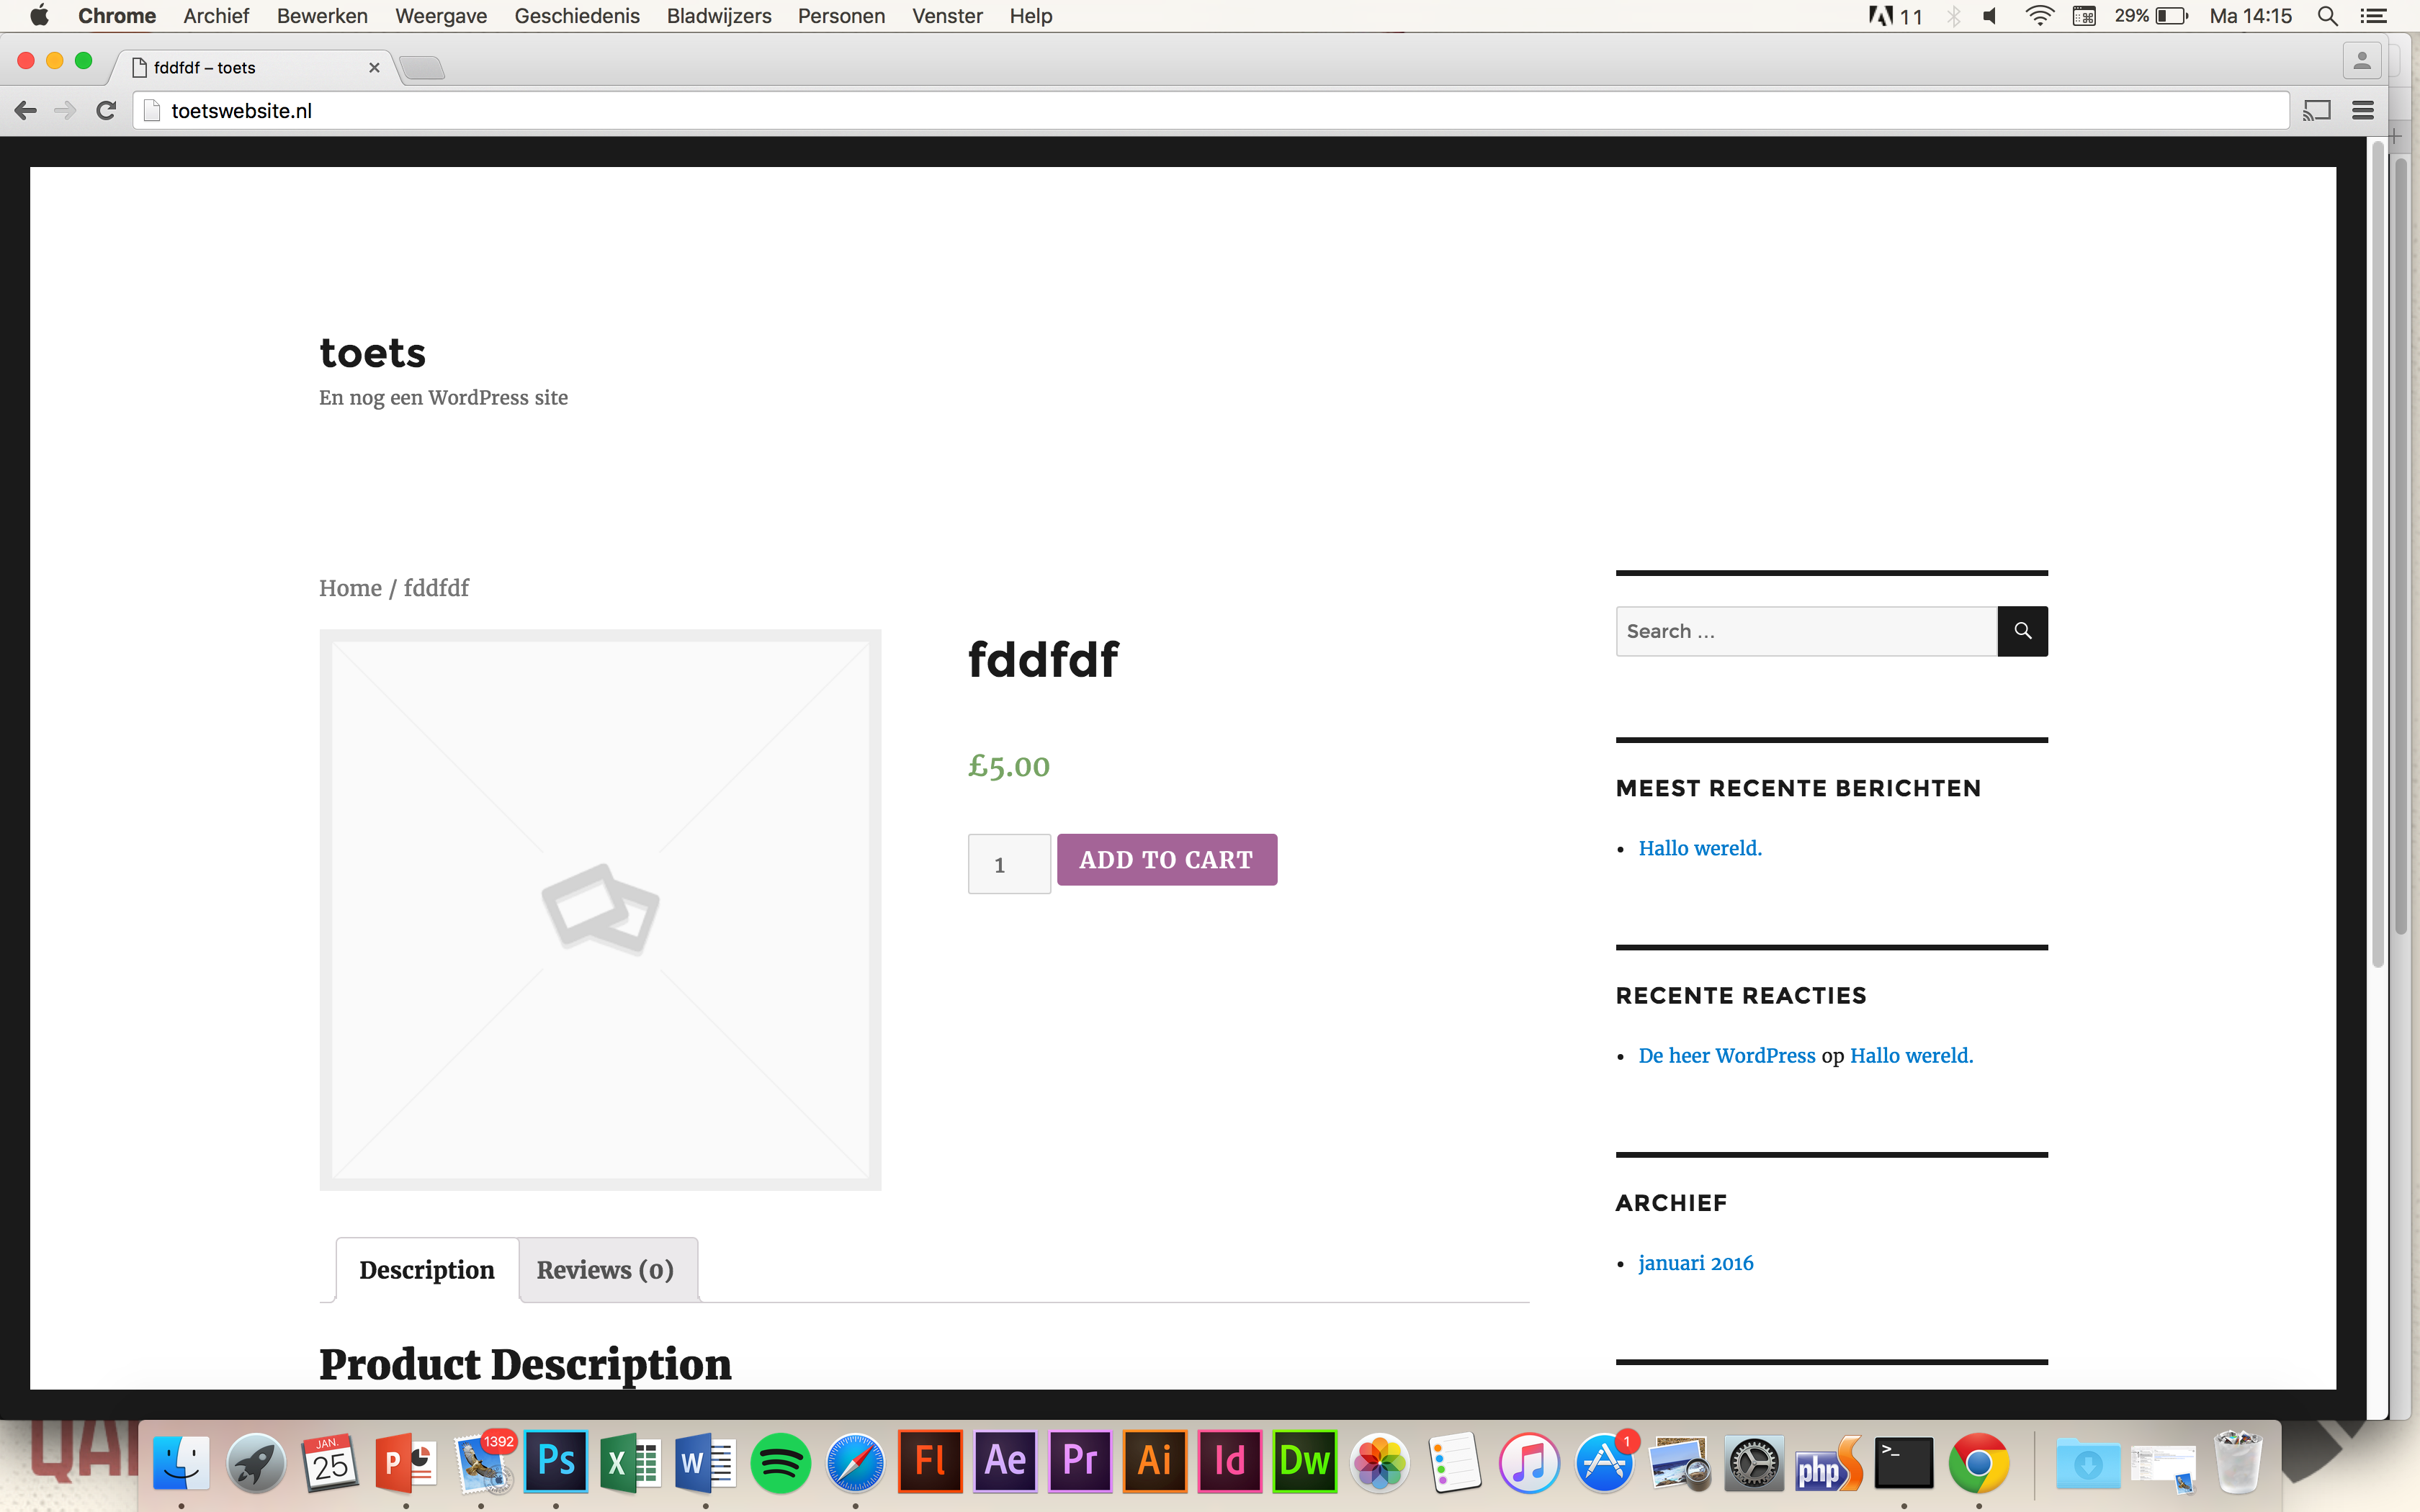 Chrome Archief Bewerken Weergave Geschiedenis Bladwijzers Personen Venster Help 11 29% Ma 14:15
fddfdf – toets
toetswebsite.nl
toets
En nog een WordPress site
Home / fddfdf
fddfdf
£5.00
1 ADD TO CART
Description Reviews (0)
Product Description
Search ...
MEEST RECENTE BERICHTEN
Hallo wereld.
RECENTE REACTIES
De heer WordPress op Hallo wereld.
ARCHIEF
januari 2016
JAN.
25
P
1392
Ps
X
W
Fl
Ae
Pr
Ai
Id
Dw
1
php
>_